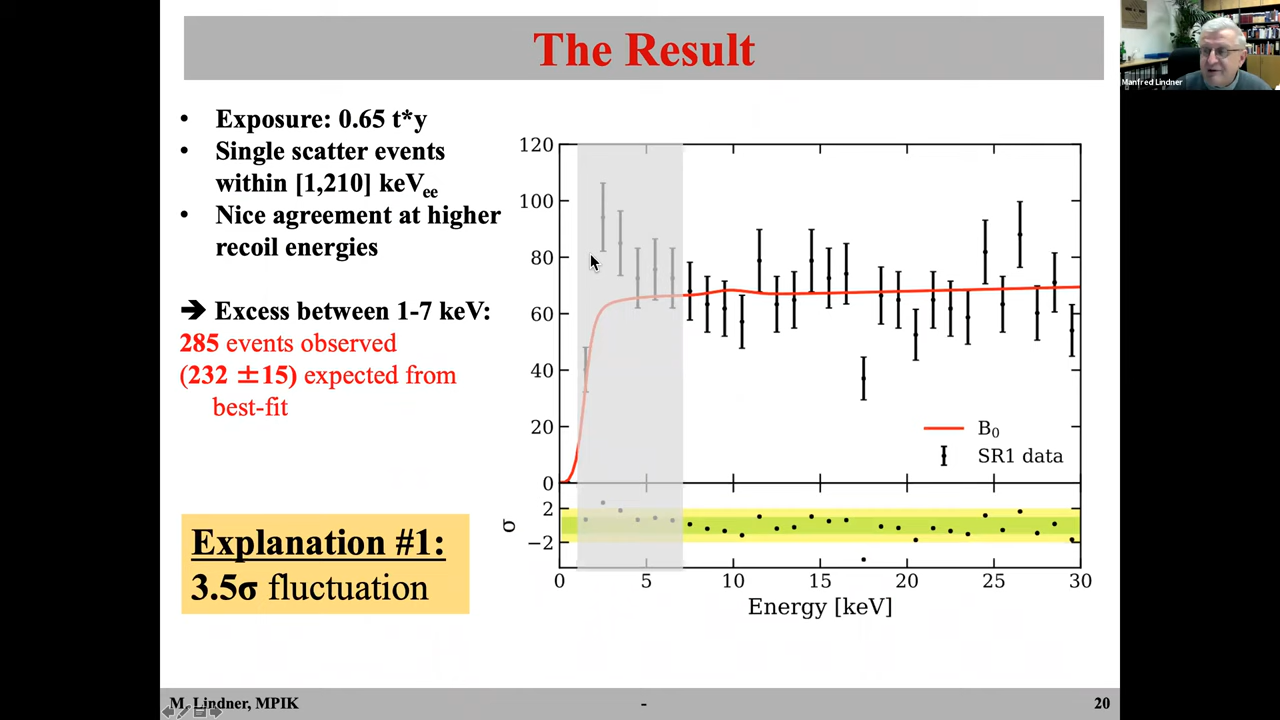 The Result
Manfred Lindner
• Exposure: 0.65 t*y
• Single scatter events
within [1,210] keVee
• Nice agreement at higher
recoil energies
➔ Excess between 1-7 keV:
285 events observed
(232 ±15) expected from
best-fit
Explanation #1:
3.5σ fluctuation
120
100
80
60
40
20
0
B0
SR1 data
σ
2
−2
0 5 10 15 20 25 30
Energy [keV]
M. Lindner, MPIK
-
20